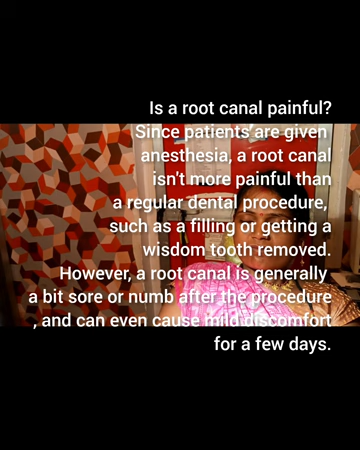 Is a root canal painful?
Since patients are given
anesthesia, a root canal
isn't more painful than
a regular dental procedure,
such as a filling or getting a
wisdom tooth removed.
However, a root canal is generally
a bit sore or numb after the procedure
, and can even cause mild discomfort
for a few days.